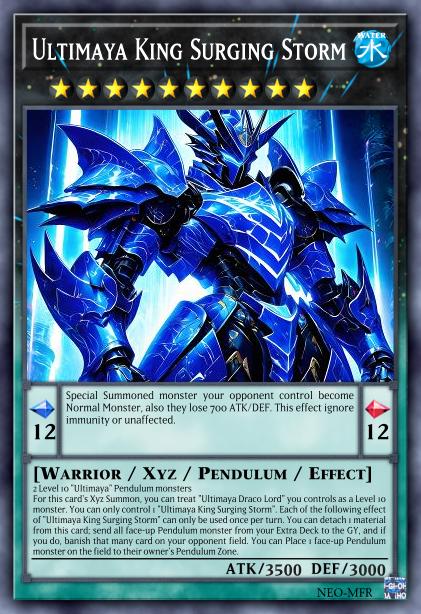 ULTIMAYA KING SURGING STORM
WATER
水
Special Summoned monster your opponent control become
Normal Monster, also they lose 700 ATK/DEF. This effect ignore
immunity or unaffected.
12
12
[WARRIOR / XYZ / PENDULUM / EFFECT]
2 Level 10 "Ultimaya" Pendulum monsters
For this card's Xyz Summon, you can treat "Ultimaya Draco Lord" you controls as a Level 10
monster. You can only control 1 "Ultimaya King Surging Storm". Each of the following effect
of "Ultimaya King Surging Storm" can only be used once per turn. You can detach 1 material
from this card; send all face-up Pendulum monster from your Extra Deck to the GY, and if
you do, banish that many card on your opponent field. You can Place 1 face-up Pendulum
monster on the field to their owner's Pendulum Zone.
ATK/3500 DEF/3000
NEO-MFR